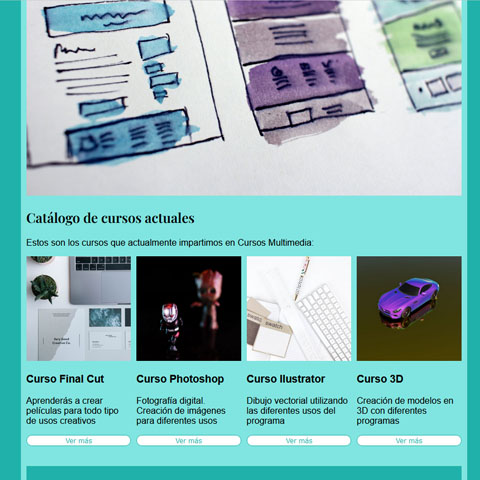 Catálogo de cursos actuales
Estos son los cursos que actualmente impartimos en Cursos Multimedia:
Curso Final Cut
Aprenderás a crear
películas para todo tipo
de usos creativos
Ver más
Curso Photoshop
Fotografía digital.
Creación de imágenes
para diferentes usos
Ver más
Curso Ilustrator
Dibujo vectorial utilizando
las diferentes usos del
programa
Ver más
Curso 3D
Creación de modelos en
3D con diferentes
programas
Ver más